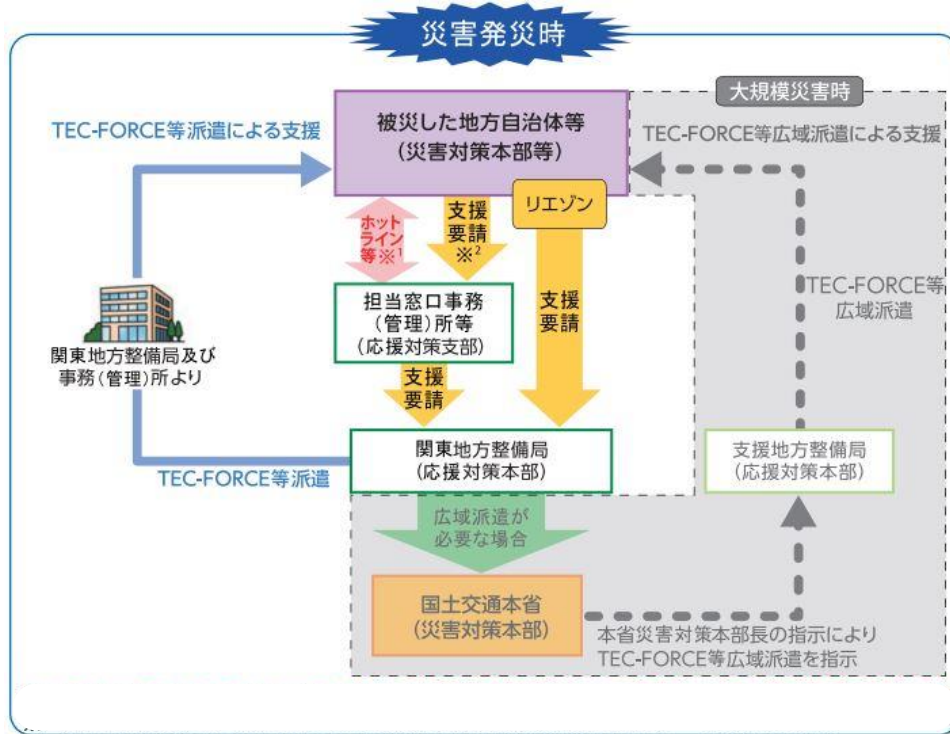 災害発災時
大規模災害時
TEC-FORCE等派遣による支援
被災した地方自治体等
(災害対策本部等)
TEC-FORCE等広域派遣による支援
リエゾン
ホット
ライン
等※1
支援
要請
※2
支援
要請
担当窓口事務
(管理)所等
(応援対策支部)
TEC-FORCE等
広域派遣
関東地方整備局及び
事務(管理)所より
支援
要請
関東地方整備局
(応援対策本部)
支援地方整備局
(応援対策本部)
TEC-FORCE等派遣
広域派遣が
必要な場合
国土交通本省
(災害対策本部)
本省災害対策本部長の指示により
TEC-FORCE等広域派遣を指示